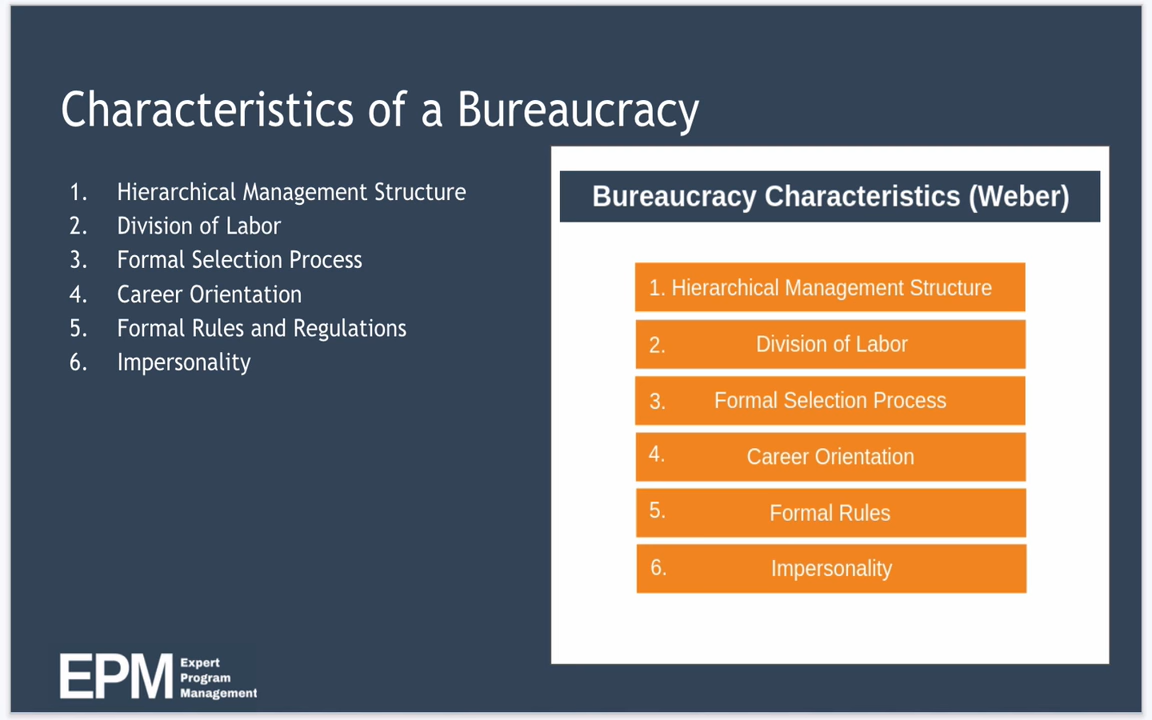 Characteristics of a Bureaucracy
1. Hierarchical Management Structure
2. Division of Labor
3. Formal Selection Process
4. Career Orientation
5. Formal Rules and Regulations
6. Impersonality
Bureaucracy Characteristics (Weber)
1. Hierarchical Management Structure
2. Division of Labor
3. Formal Selection Process
4. Career Orientation
5. Formal Rules
6. Impersonality
EPM
Expert
Program
Management